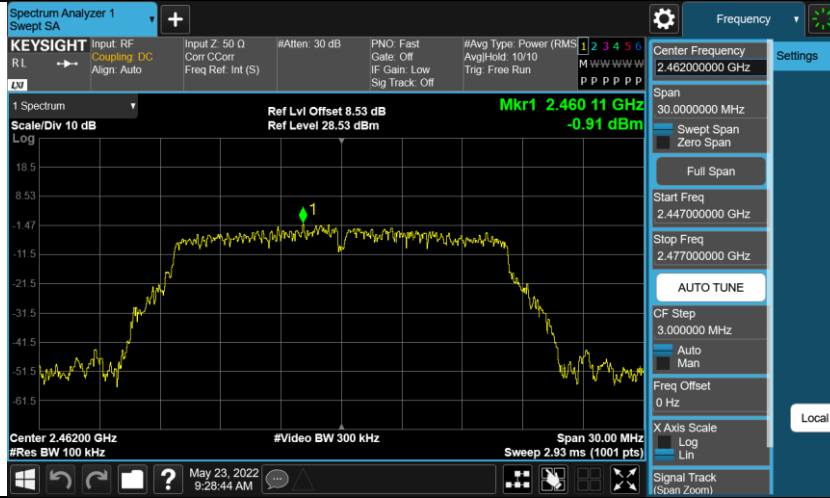 Spectrum Analyzer 1
Swept SA
+
Frequency
KEYSIGHT
RL
LXI
Input: RF
Coupling: DC
Align: Auto
Input Z: 50 Ω
Corr CCorr
Freq Ref: Int (S)
#Atten: 30 dB
PNO: Fast
Gate: Off
IF Gain: Low
Sig Track: Off
#Avg Type: Power (RMS
Avg|Hold: 10/10
Trig: Free Run
1 2 3 4 5 6
M W W W W W
P P P P P P
1 Spectrum
Scale/Div 10 dB
Log
Ref Lvl Offset 8.53 dB
Ref Level 28.53 dBm
Mkr1 2.460 11 GHz
-0.91 dBm
18.5
8.53
-1.47
-11.5
-21.5
-31.5
-41.5
-51.5
-61.5
1
Center 2.46200 GHz
#Res BW 100 kHz
#Video BW 300 kHz
Span 30.00 MHz
Sweep 2.93 ms (1001 pts)
May 23, 2022
9:28:44 AM
?
Center Frequency
2.462000000 GHz
Span
30.0000000 MHz
Swept Span
Zero Span
Full Span
Start Freq
2.447000000 GHz
Stop Freq
2.477000000 GHz
AUTO TUNE
CF Step
3.000000 MHz
Auto
Man
Freq Offset
0 Hz
X Axis Scale
Log
Lin
Signal Track
(Span Zoom)
Settings
Local